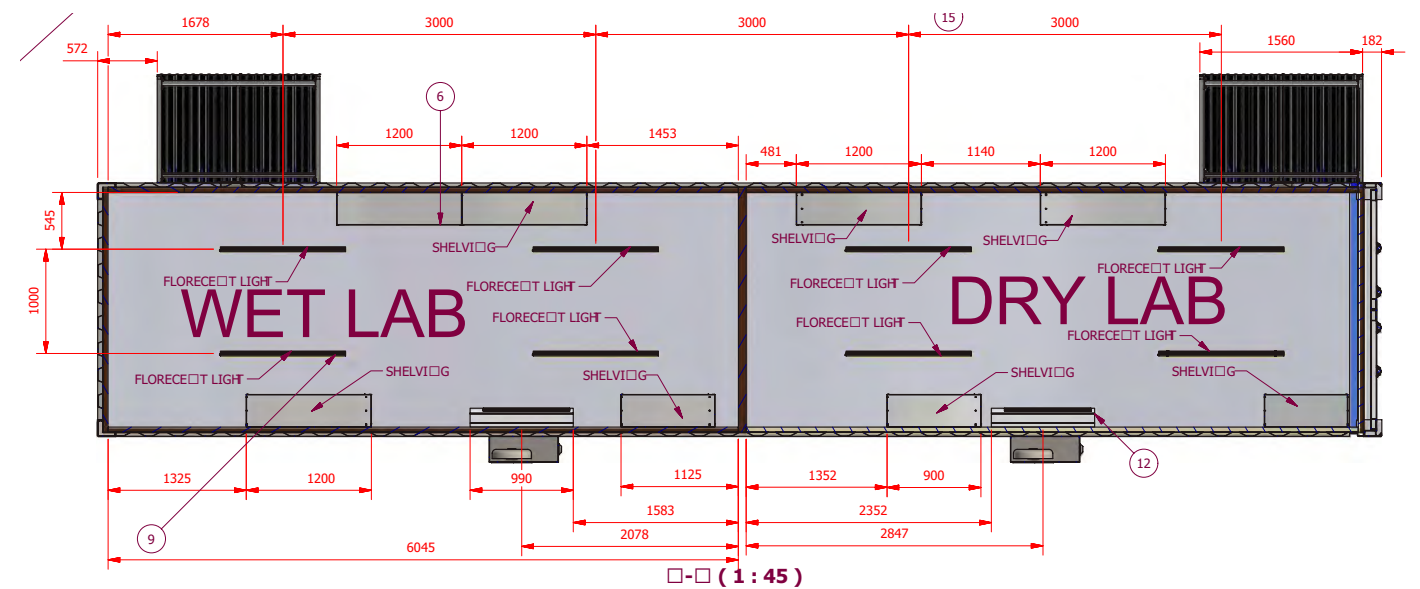 15
1678
3000
3000
3000
572
1560
182
6
1200
1200
1453
481
1200
1140
1200
545
SHELVI□G
SHELVI□G
SHELVI□G
FLORECE□T LIGHT
FLORECE□T LIGHT
FLORECE□T LIGHT
FLORECE□T LIGHT
1000
WET LAB
DRY LAB
FLORECE□T LIGHT
FLORECE□T LIGHT
FLORECE□T LIGHT
FLORECE□T LIGHT
SHELVI□G
SHELVI□G
SHELVI□G
SHELVI□G
12
1325
1200
990
1125
1352
900
1583
2352
9
2078
2847
6045
□-□ ( 1 : 45 )